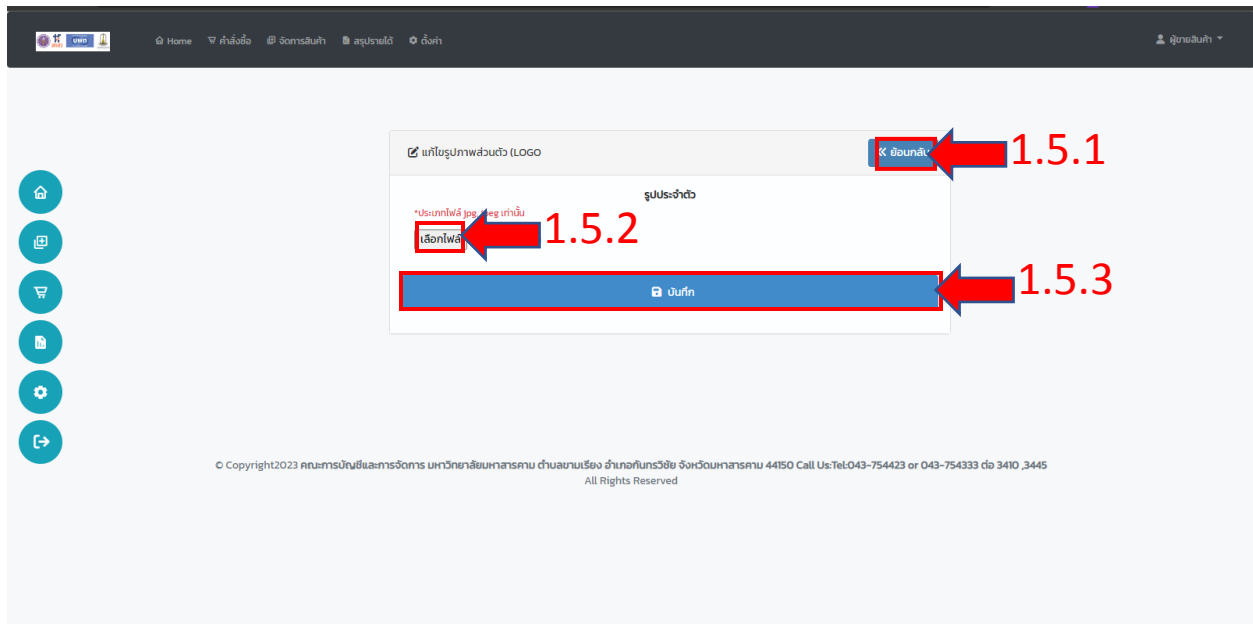 บพด
Home คำสั่งซื้อ จัดการสินค้า สรุปรายได้ ตั้งค่า ผู้ขายสินค้า
แก้ไขรูปภาพส่วนตัว (LOGO
ย้อนกลับ
1.5.1
รูปประจำตัว
*ประเภทไฟล์ jpg, jpeg เท่านั้น
เลือกไฟล์
1.5.2
บันทึก
1.5.3
© Copyright2023 คณะการบัญชีและการจัดการ มหาวิทยาลัยมหาสารคาม ตำบลขามเรียง อำเภอกันทรวิชัย จังหวัดมหาสารคาม 44150 Call Us:Tel:043-754423 or 043-754333 ต่อ 3410 ,3445
All Rights Reserved